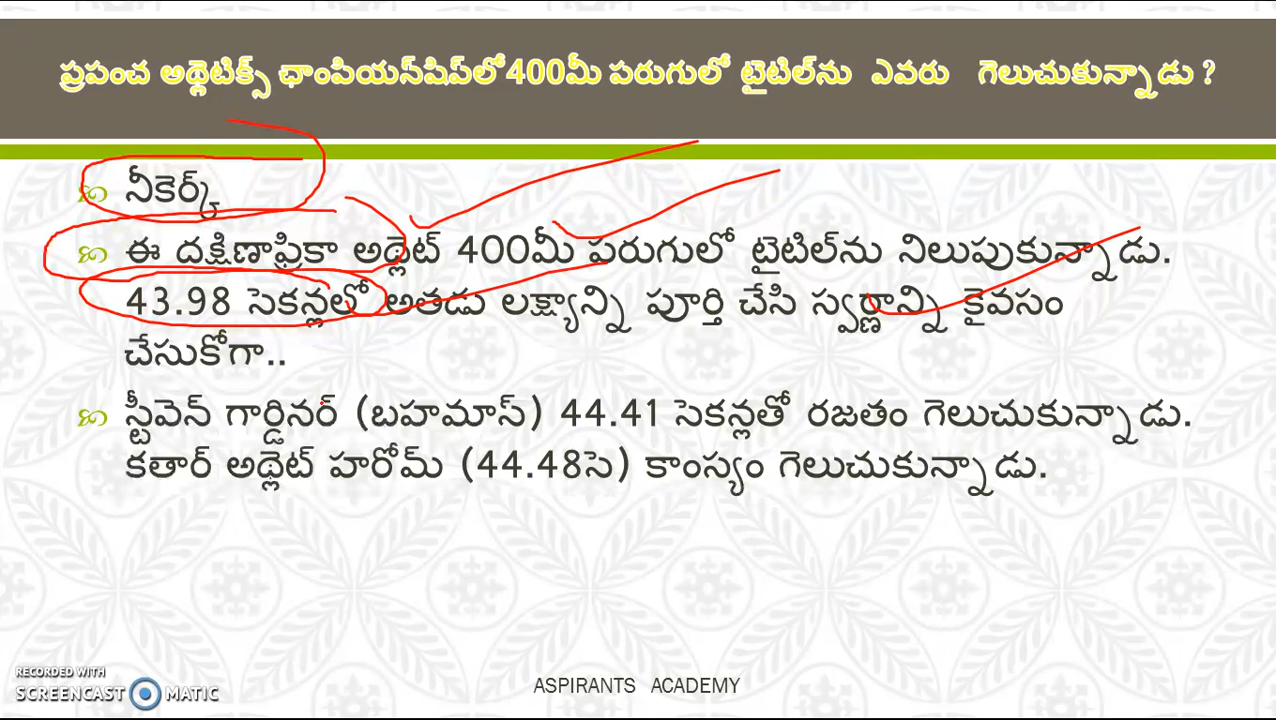 ప్రపంచ అథ్లెటిక్స్ ఛాంపియన్‌షిప్‌లో400మీ పరుగులో టైటిల్‌ను ఎవరు గెలుచుకున్నాడు ?
నీకెర్క్
ఈ దక్షిణాఫ్రికా అథ్లెట్ 400మీ పరుగులో టైటిల్‌ను నిలుపుకున్నాడు.
43.98 సెకన్లలో అతడు లక్ష్యాన్ని పూర్తి చేసి స్వర్ణాన్ని కైవసం
చేసుకోగా..
స్టీవెన్ గార్డినర్ (బహమాస్) 44.41 సెకన్లతో రజతం గెలుచుకున్నాడు.
కతార్ అథ్లెట్ హరోమ్ (44.48సె) కాంస్యం గెలుచుకున్నాడు.
ASPIRANTS ACADEMY
RECORDED WITH
SCREENCAST MATIC